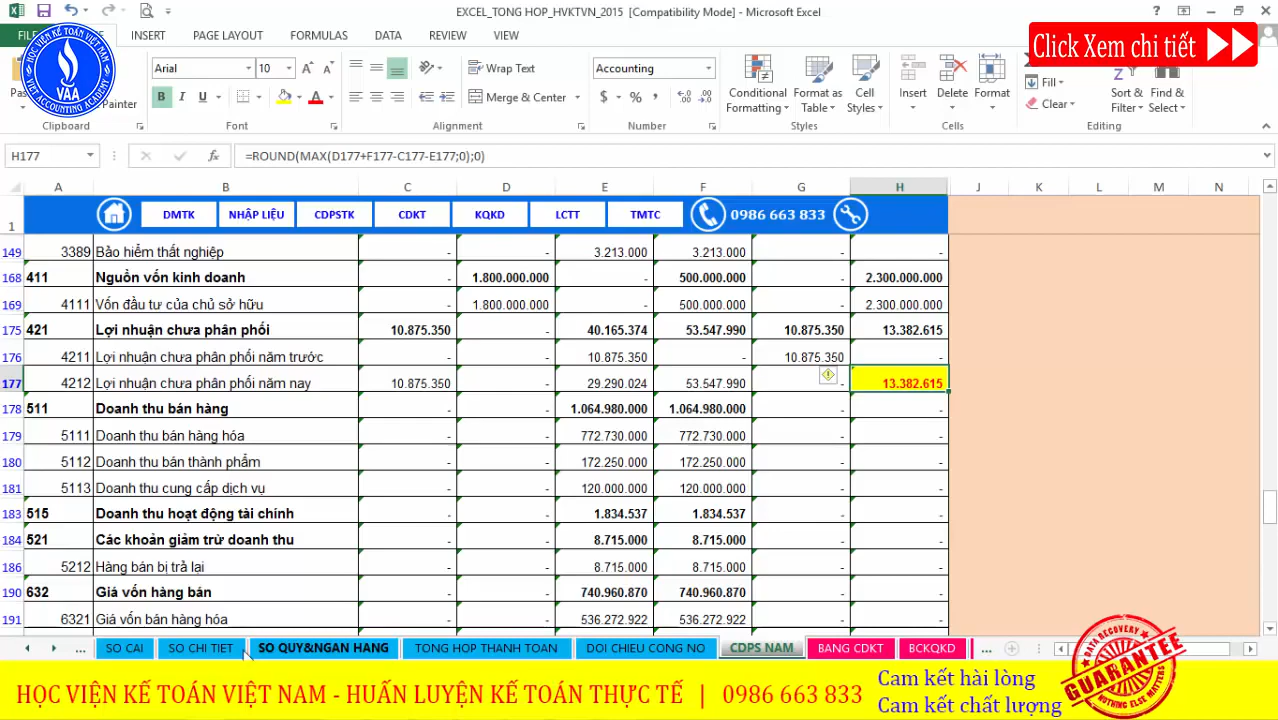 EXCEL_TONG HOP_HVKTVN_2015 [Compatibility Mode] - Microsoft Excel
INSERT PAGE LAYOUT FORMULAS DATA REVIEW VIEW
Click Xem chi tiết
HỌC VIỆN KẾ TOÁN VIỆT NAM
VAA
VIET ACCOUNTING ACADEMY
Arial 10 Wrap Text Accounting
B I U Merge & Center $ %
Painter
Conditional Formatting Format as Table Cell Styles Insert Delete Format Fill Clear Sort & Filter Find & Select
Clipboard Font Alignment Number Styles Cells Editing
H177 fx =ROUND(MAX(D177+F177-C177-E177;0);0)
A B C D E F G H J K L M N
1 DMTK NHẬP LIỆU CDPSTK CDKT KQKD LCTT TMTC 0986 663 833
149 3389 Bảo hiểm thất nghiệp - - 3.213.000 3.213.000 - -
168 411 Nguồn vốn kinh doanh - 1.800.000.000 - 500.000.000 - 2.300.000.000
169 4111 Vốn đầu tư của chủ sở hữu - 1.800.000.000 - 500.000.000 - 2.300.000.000
175 421 Lợi nhuận chưa phân phối 10.875.350 - 40.165.374 53.547.990 10.875.350 13.382.615
176 4211 Lợi nhuận chưa phân phối năm trước - - 10.875.350 - 10.875.350 -
177 4212 Lợi nhuận chưa phân phối năm nay 10.875.350 - 29.290.024 53.547.990 - 13.382.615
178 511 Doanh thu bán hàng - - 1.064.980.000 1.064.980.000 - -
179 5111 Doanh thu bán hàng hóa - - 772.730.000 772.730.000 - -
180 5112 Doanh thu bán thành phẩm - - 172.250.000 172.250.000 - -
181 5113 Doanh thu cung cấp dịch vụ - - 120.000.000 120.000.000 - -
183 515 Doanh thu hoạt động tài chính - - 1.834.537 1.834.537 - -
184 521 Các khoản giảm trừ doanh thu - - 8.715.000 8.715.000 - -
186 5212 Hàng bán bị trả lại - - 8.715.000 8.715.000 - -
190 632 Giá vốn hàng bán - - 740.960.870 740.960.870 - -
191 6321 Giá vốn bán hàng hóa - - 536.272.922 536.272.922 - -
... SO CAI SO CHI TIET SO QUY&NGAN HANG TONG HOP THANH TOAN DOI CHIEU CONG NO CDPS NAM BANG CDKT BCKQKD ...
DATA RECOVERY
GUARANTEE
NOTHING ELSE MATTERS
HỌC VIỆN KẾ TOÁN VIỆT NAM - HUẤN LUYỆN KẾ TOÁN THỰC TẾ | 0986 663 833
Cam kết hài lòng
Cam kết chất lượng